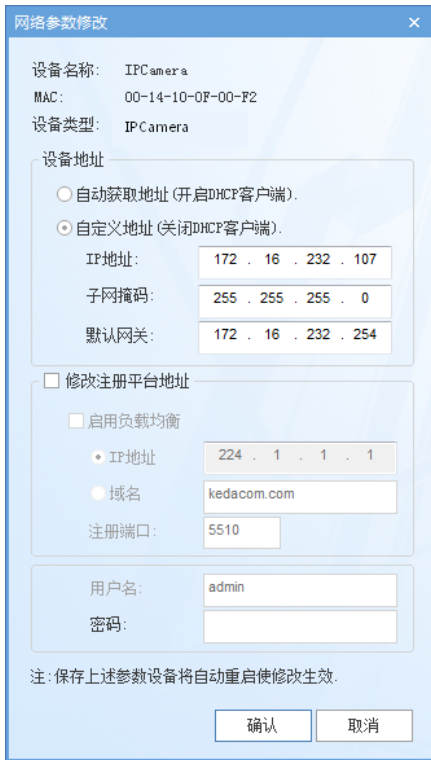 网络参数修改
设备名称: IPCamera
MAC: 00-14-10-0F-00-F2
设备类型: IPCamera
设备地址
自动获取地址(开启DHCP客户端).
自定义地址(关闭DHCP客户端).
IP地址: 172 . 16 . 232 . 107
子网掩码: 255 . 255 . 255 . 0
默认网关: 172 . 16 . 232 . 254
修改注册平台地址
启用负载均衡
IP地址 224 . 1 . 1 . 1
域名 kedacom.com
注册端口: 5510
用户名: admin
密码:
注:保存上述参数设备将自动重启使修改生效.
确认 取消